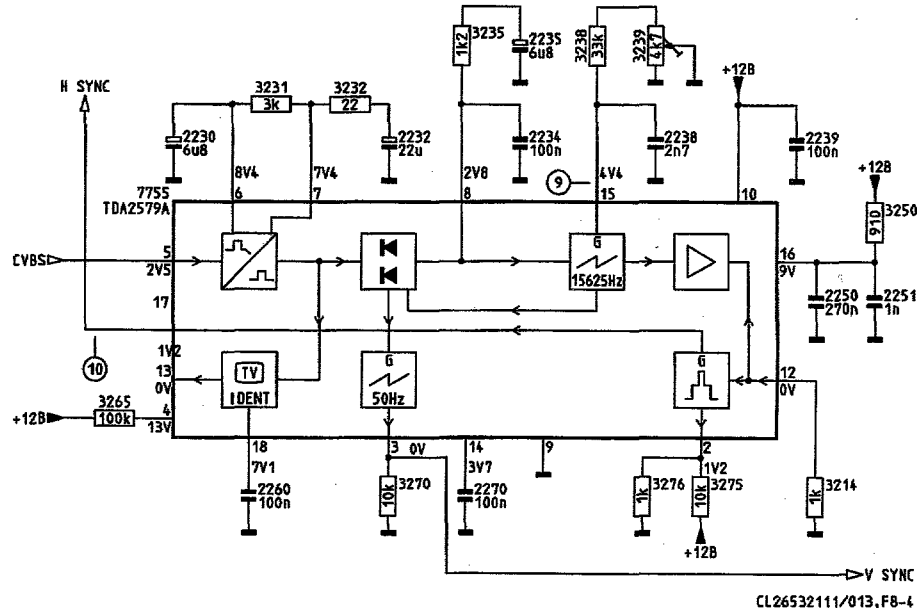 3235
1k2
2235
6u8
3238
33k
3239
4k7
+12B
H SYNC
3231
3k
3232
22
2230
6u8
2232
22u
2234
100n
2238
2n7
2239
100n
+12B
3250
910
8V4
7V4
2V8
9
4V4
7755
TDA2579A
6
7
8
15
10
5
CVBS
2V5
G
15625Hz
16
9V
2250
270n
2251
1n
17
10
1V2
13
0V
TV
IDENT
G
50Hz
G
12
0V
3265
+12B
100k
4
13V
18
7V1
3
0V
14
3V7
9
2
1V2
2260
100n
10k
3270
2270
100n
1k
3276
10k
3275
1k
3214
+12B
V SYNC
CL26532111/013.F8-4